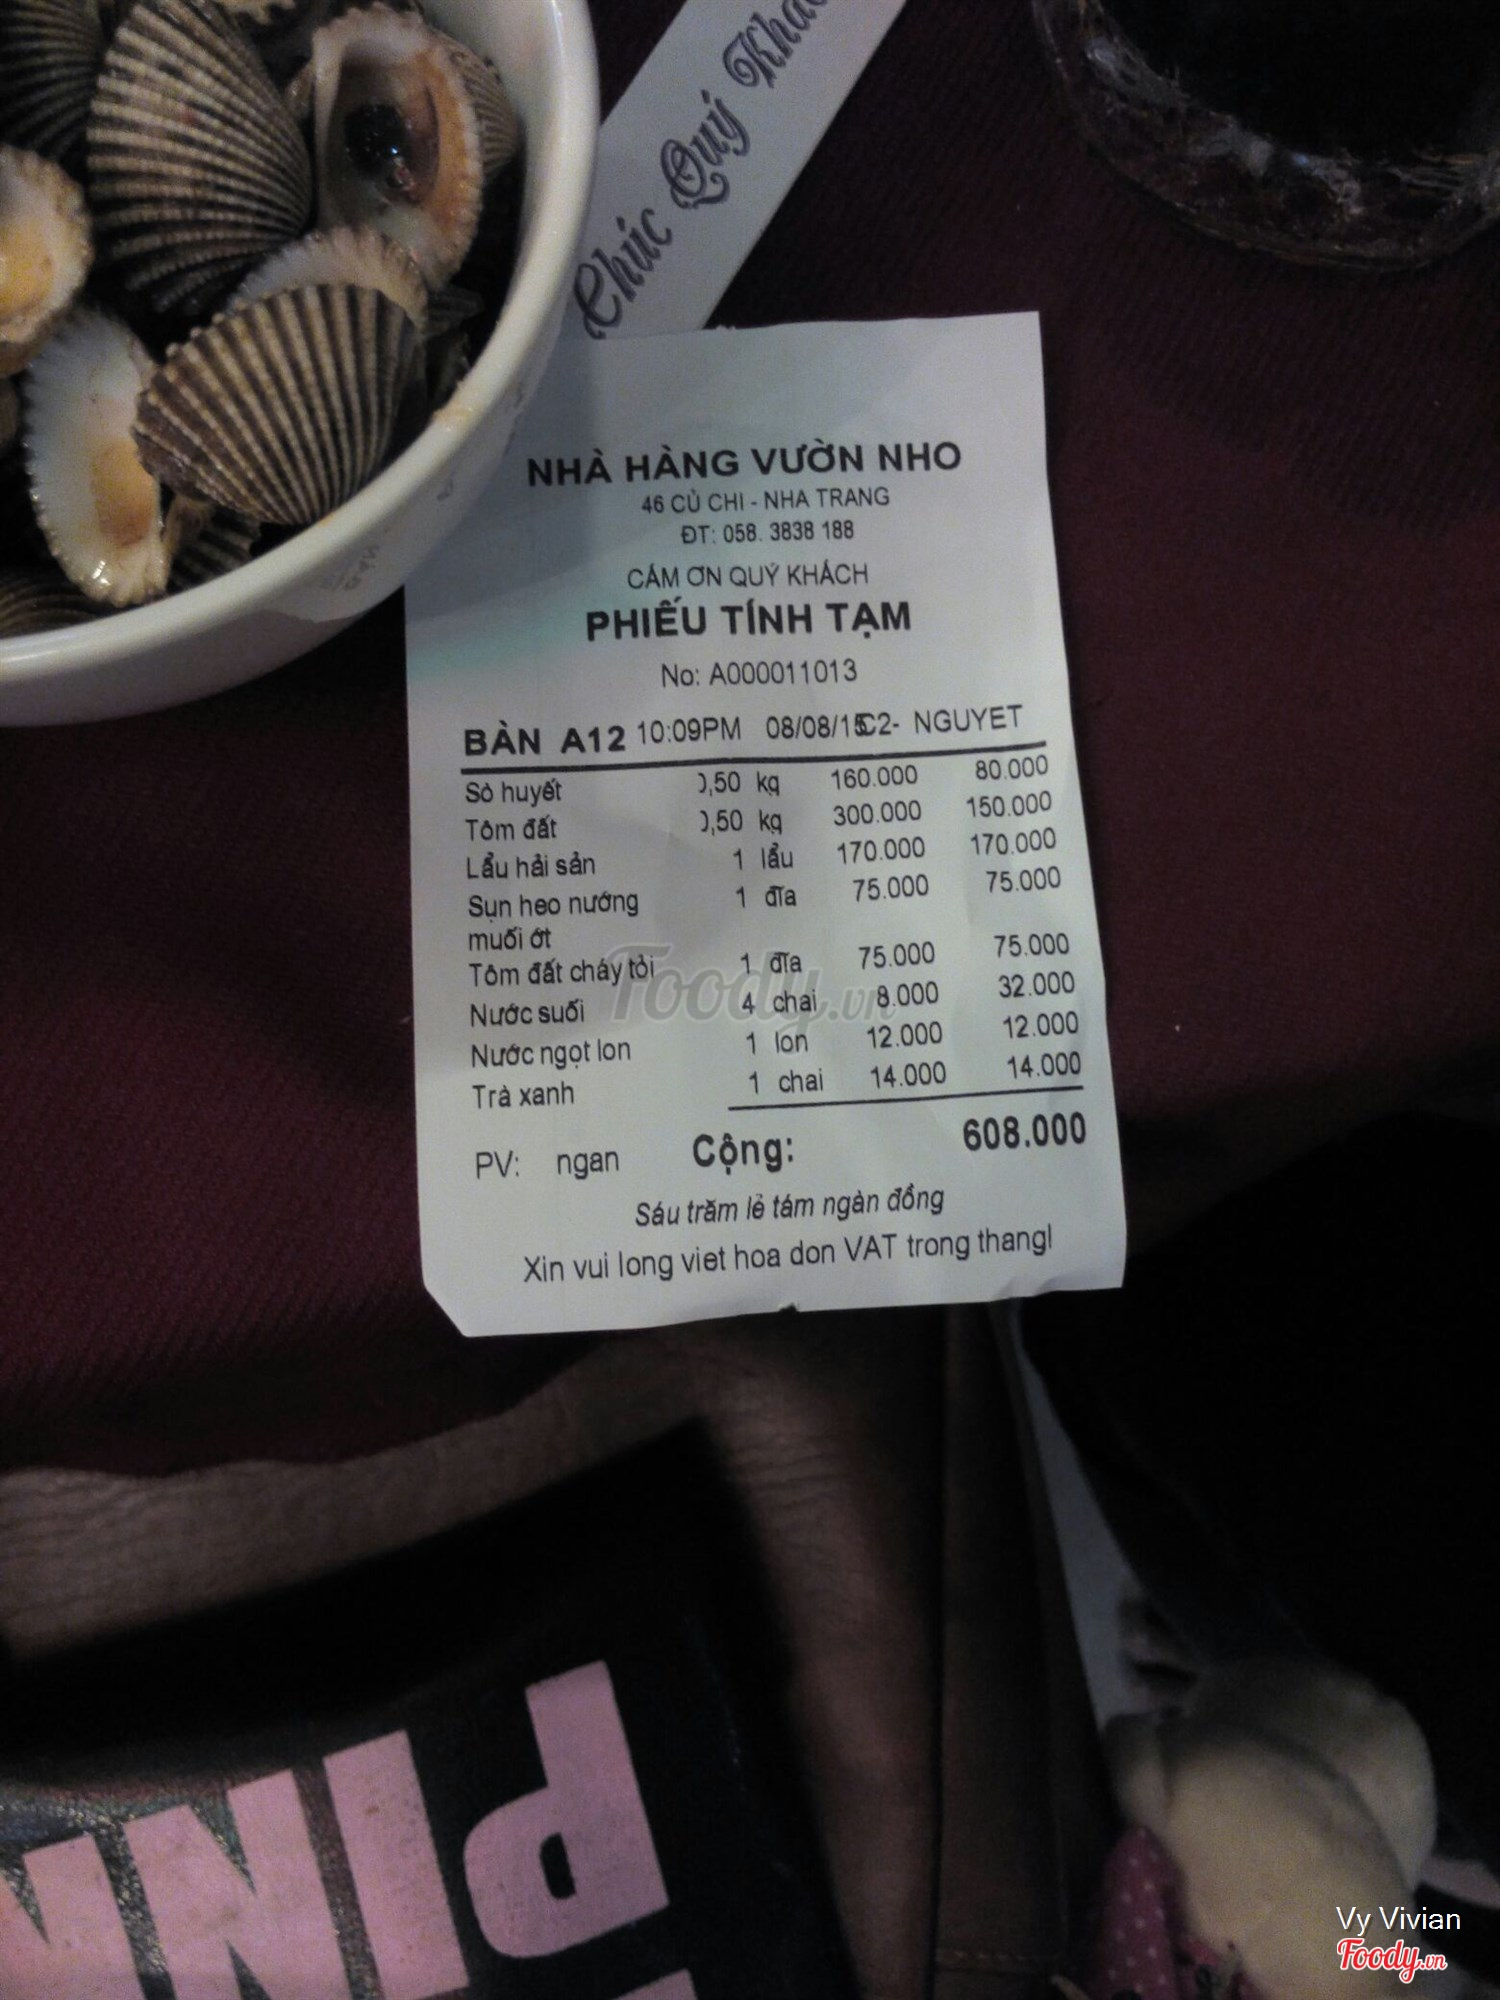 Chúc Quý
NHÀ HÀNG VƯỜN NHO
46 CỦ CHI - NHA TRANG
ĐT: 058. 3838 188
CÁM ƠN QUÝ KHÁCH
PHIẾU TÍNH TẠM
No: A000011013
BÀN A12 10:09PM 08/08/15 C2- NGUYET
Sò huyết 0,50 kg 160.000 80.000
Tôm đất 0,50 kg 300.000 150.000
Lẩu hải sản 1 lẩu 170.000 170.000
Sụn heo nướng 1 đĩa 75.000 75.000
muối ớt
Tôm đất cháy tỏi 1 đĩa 75.000 75.000
Nước suối 4 chai 8.000 32.000
Nước ngọt lon 1 lon 12.000 12.000
Trà xanh 1 chai 14.000 14.000
PV: ngan Cộng: 608.000
Sáu trăm lẻ tám ngàn đồng
Xin vui long viet hoa don VAT trong thang!
Foody.vn
Vy Vivian
Foody.vn